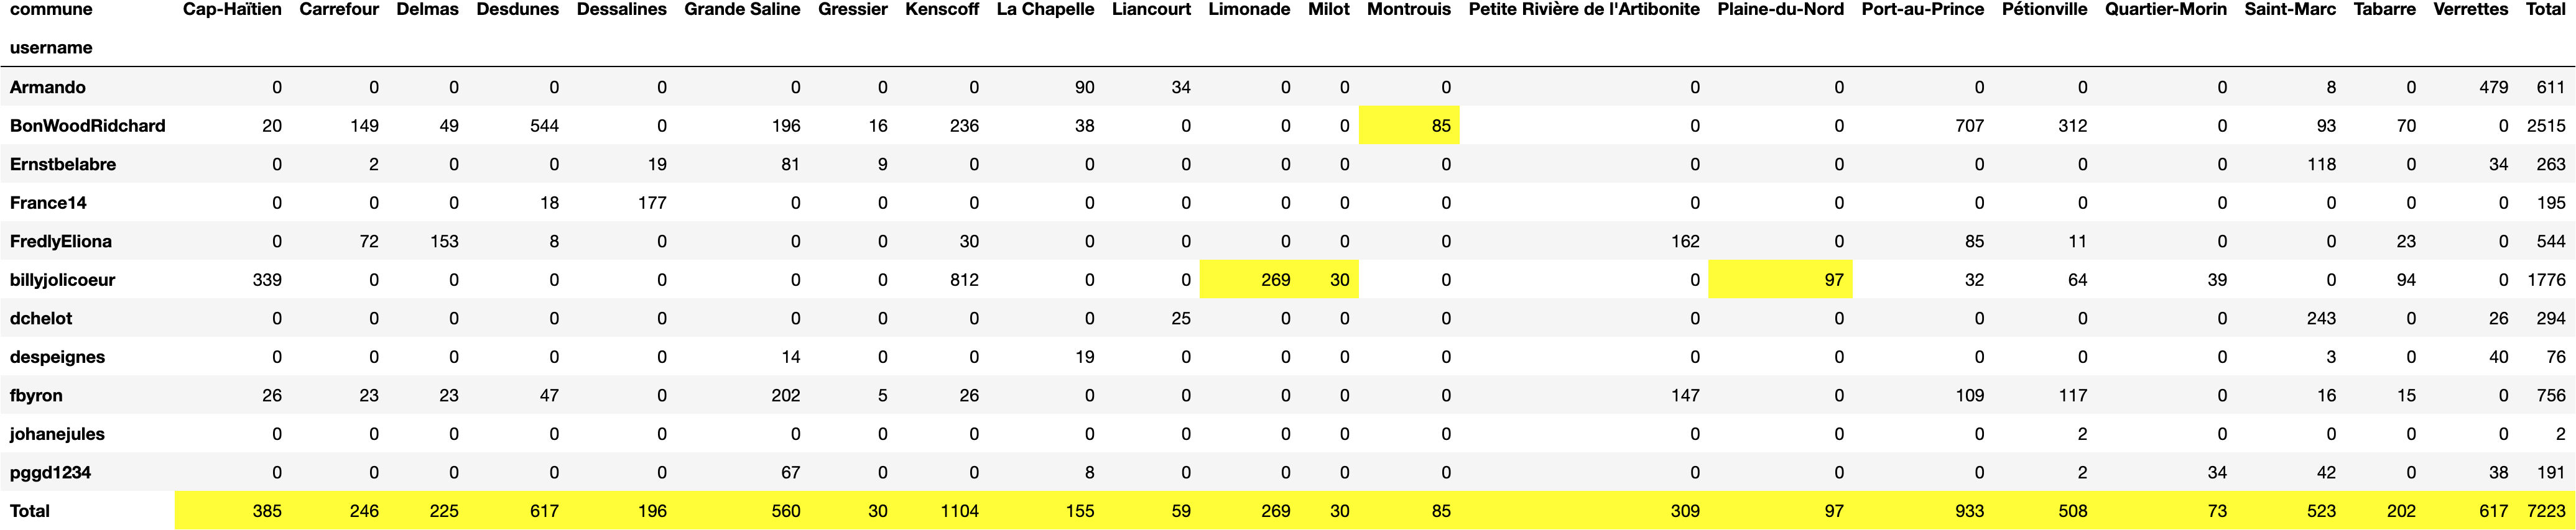 commune Cap-Haïtien Carrefour Delmas Desdunes Dessalines Grande Saline Gressier Kenscoff La Chapelle Liancourt Limonade Milot Montrouis Petite Rivière de l'Artibonite Plaine-du-Nord Port-au-Prince Pétionville Quartier-Morin Saint-Marc Tabarre Verrettes Total
username
Armando 0 0 0 0 0 0 0 0 90 34 0 0 0 0 0 0 0 0 8 0 479 611
BonWoodRidchard 20 149 49 544 0 196 16 236 38 0 0 0 85 0 0 707 312 0 93 70 0 2515
Ernstbelabre 0 2 0 0 19 81 9 0 0 0 0 0 0 0 0 0 0 0 118 0 34 263
France14 0 0 0 18 177 0 0 0 0 0 0 0 0 0 0 0 0 0 0 0 0 195
FredlyEliona 0 72 153 8 0 0 0 30 0 0 0 0 0 162 0 85 11 0 0 23 0 544
billyjolicoeur 339 0 0 0 0 0 0 812 0 0 269 30 0 0 97 32 64 39 0 94 0 1776
dchelot 0 0 0 0 0 0 0 0 0 25 0 0 0 0 0 0 0 0 243 0 26 294
despeignes 0 0 0 0 0 14 0 0 19 0 0 0 0 0 0 0 0 0 3 0 40 76
fbyron 26 23 23 47 0 202 5 26 0 0 0 0 0 147 0 109 117 0 16 15 0 756
johanejules 0 0 0 0 0 0 0 0 0 0 0 0 0 0 0 0 2 0 0 0 0 2
pggd1234 0 0 0 0 0 67 0 0 8 0 0 0 0 0 0 0 2 34 42 0 38 191
Total 385 246 225 617 196 560 30 1104 155 59 269 30 85 309 97 933 508 73 523 202 617 7223